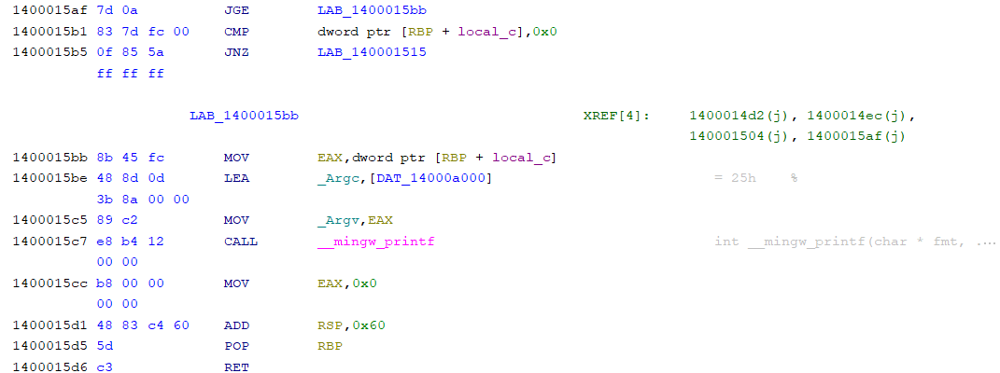 1400015af 7d 0a JGE LAB_1400015bb
1400015b1 83 7d fc 00 CMP dword ptr [RBP + local_c],0x0
1400015b5 0f 85 5a JNZ LAB_140001515
ff ff ff
LAB_1400015bb XREF[4]: 1400014d2(j), 1400014ec(j),
140001504(j), 1400015af(j)
1400015bb 8b 45 fc MOV EAX,dword ptr [RBP + local_c]
1400015be 48 8d 0d LEA _Argc,[DAT_14000a000] = 25h %
3b 8a 00 00
1400015c5 89 c2 MOV _Argv,EAX
1400015c7 e8 b4 12 CALL __mingw_printf int __mingw_printf(char * fmt, .…
00 00
1400015cc b8 00 00 MOV EAX,0x0
00 00
1400015d1 48 83 c4 60 ADD RSP,0x60
1400015d5 5d POP RBP
1400015d6 c3 RET